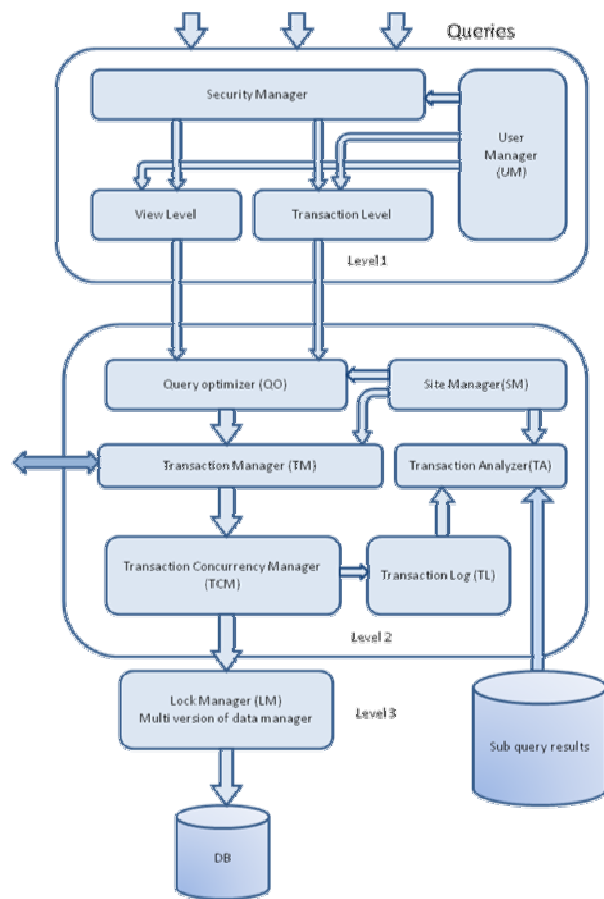 Queries
Security Manager
User
Manager
(UM)
View Level
Transaction Level
Level 1
Query optimizer (QO)
Site Manager(SM)
Transaction Manager (TM)
Transaction Analyzer(TA)
Transaction Concurrency Manager
(TCM)
Transaction Log (TL)
Level 2
Lock Manager (LM)
Multi version of data manager
Level 3
Sub query results
DB